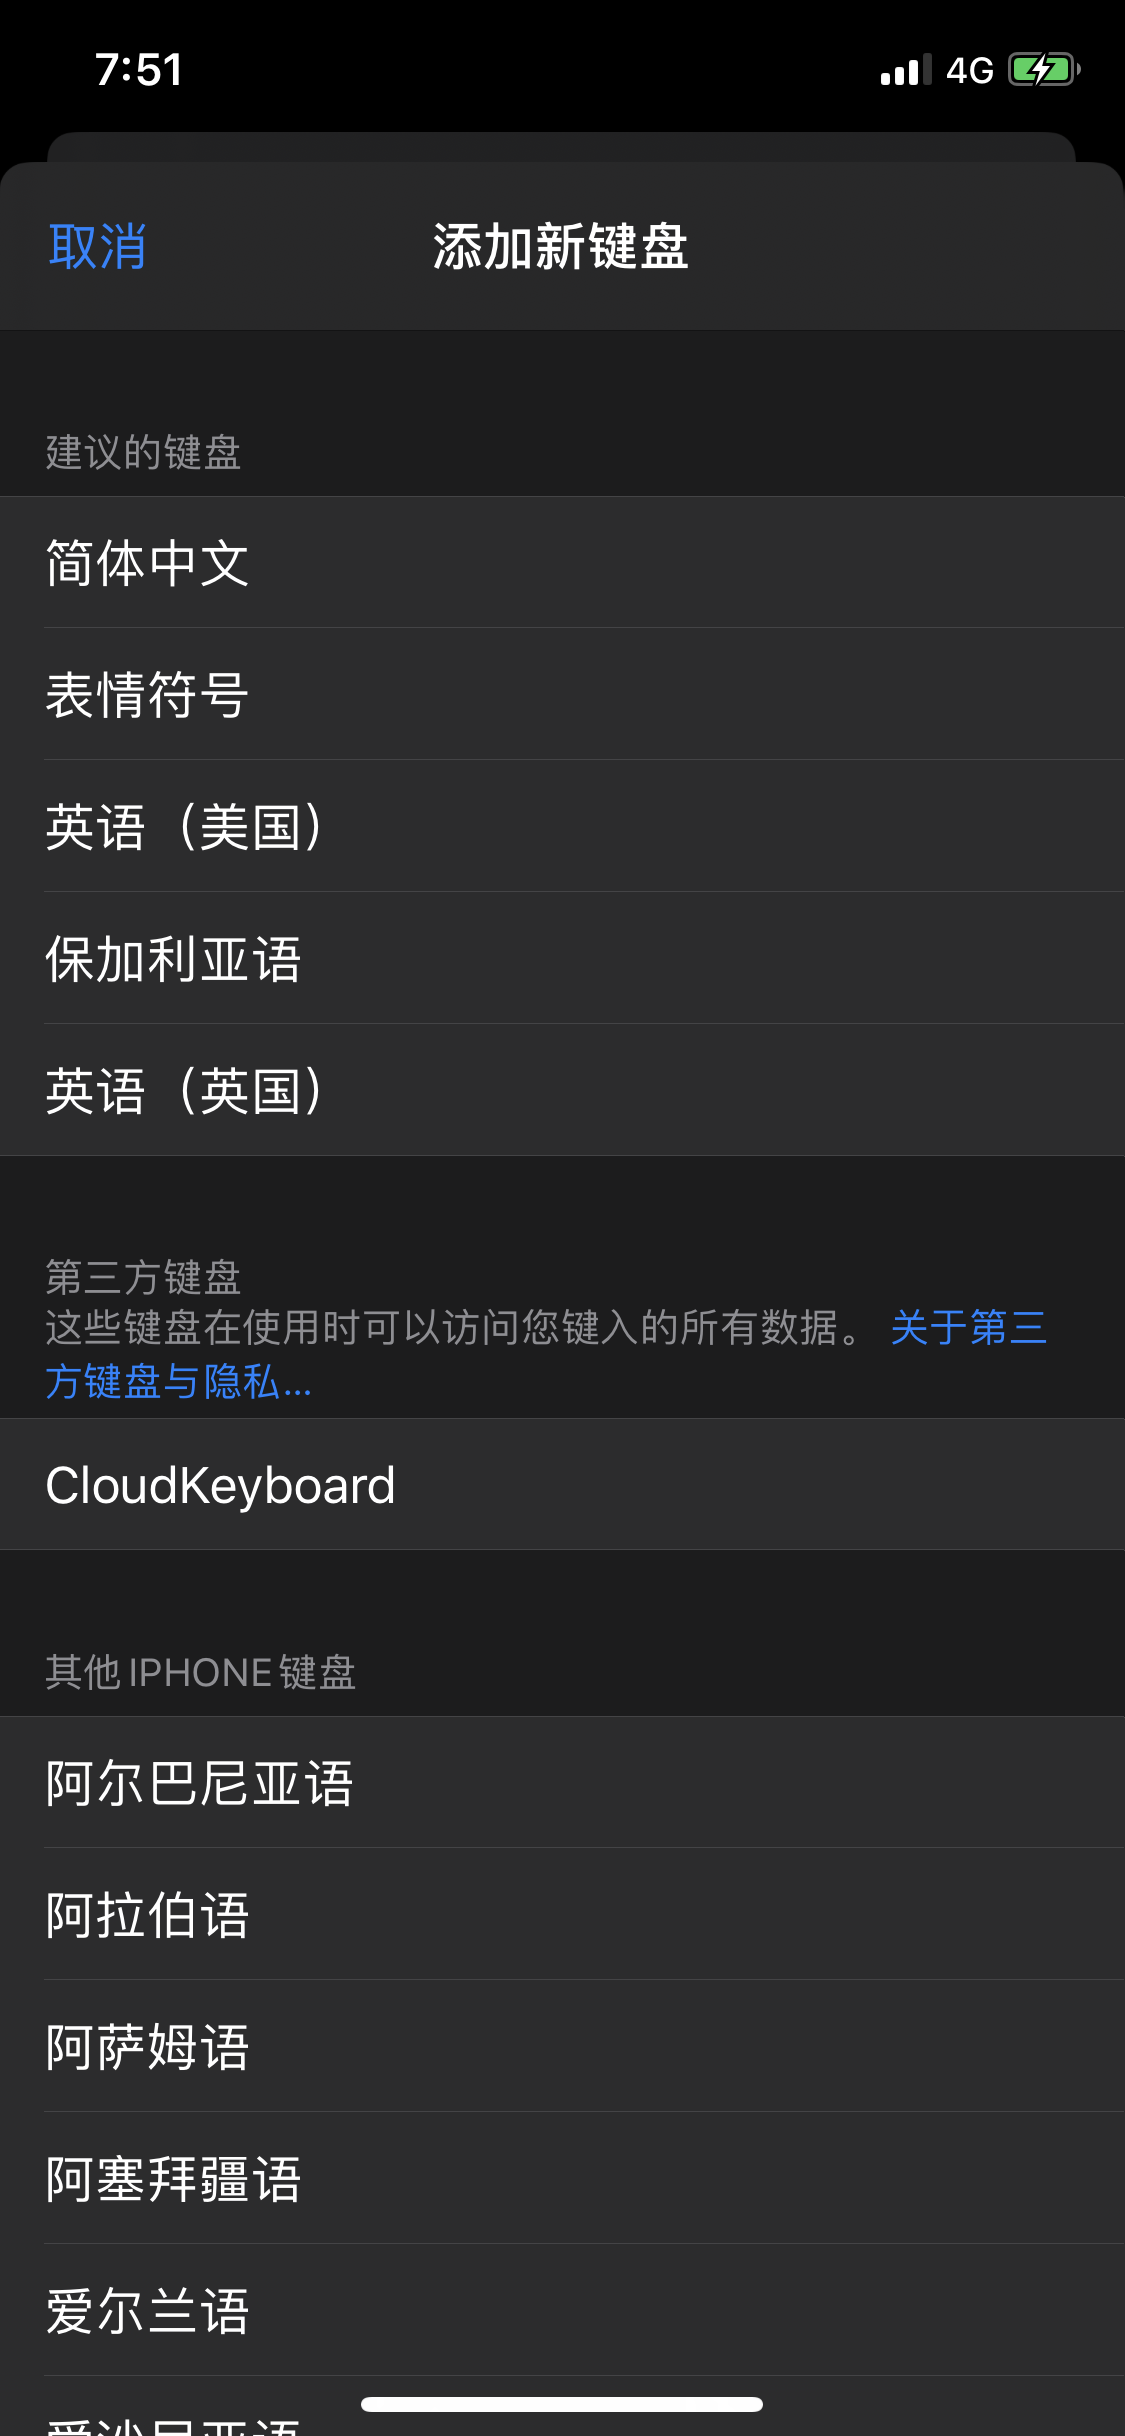 7:51
4G
取消
添加新键盘
建议的键盘
简体中文
表情符号
英语（美国）
保加利亚语
英语（英国）
第三方键盘
这些键盘在使用时可以访问您键入的所有数据。 关于第三
方键盘与隐私...
CloudKeyboard
其他 IPHONE 键盘
阿尔巴尼亚语
阿拉伯语
阿萨姆语
阿塞拜疆语
爱尔兰语
爱沙尼亚语